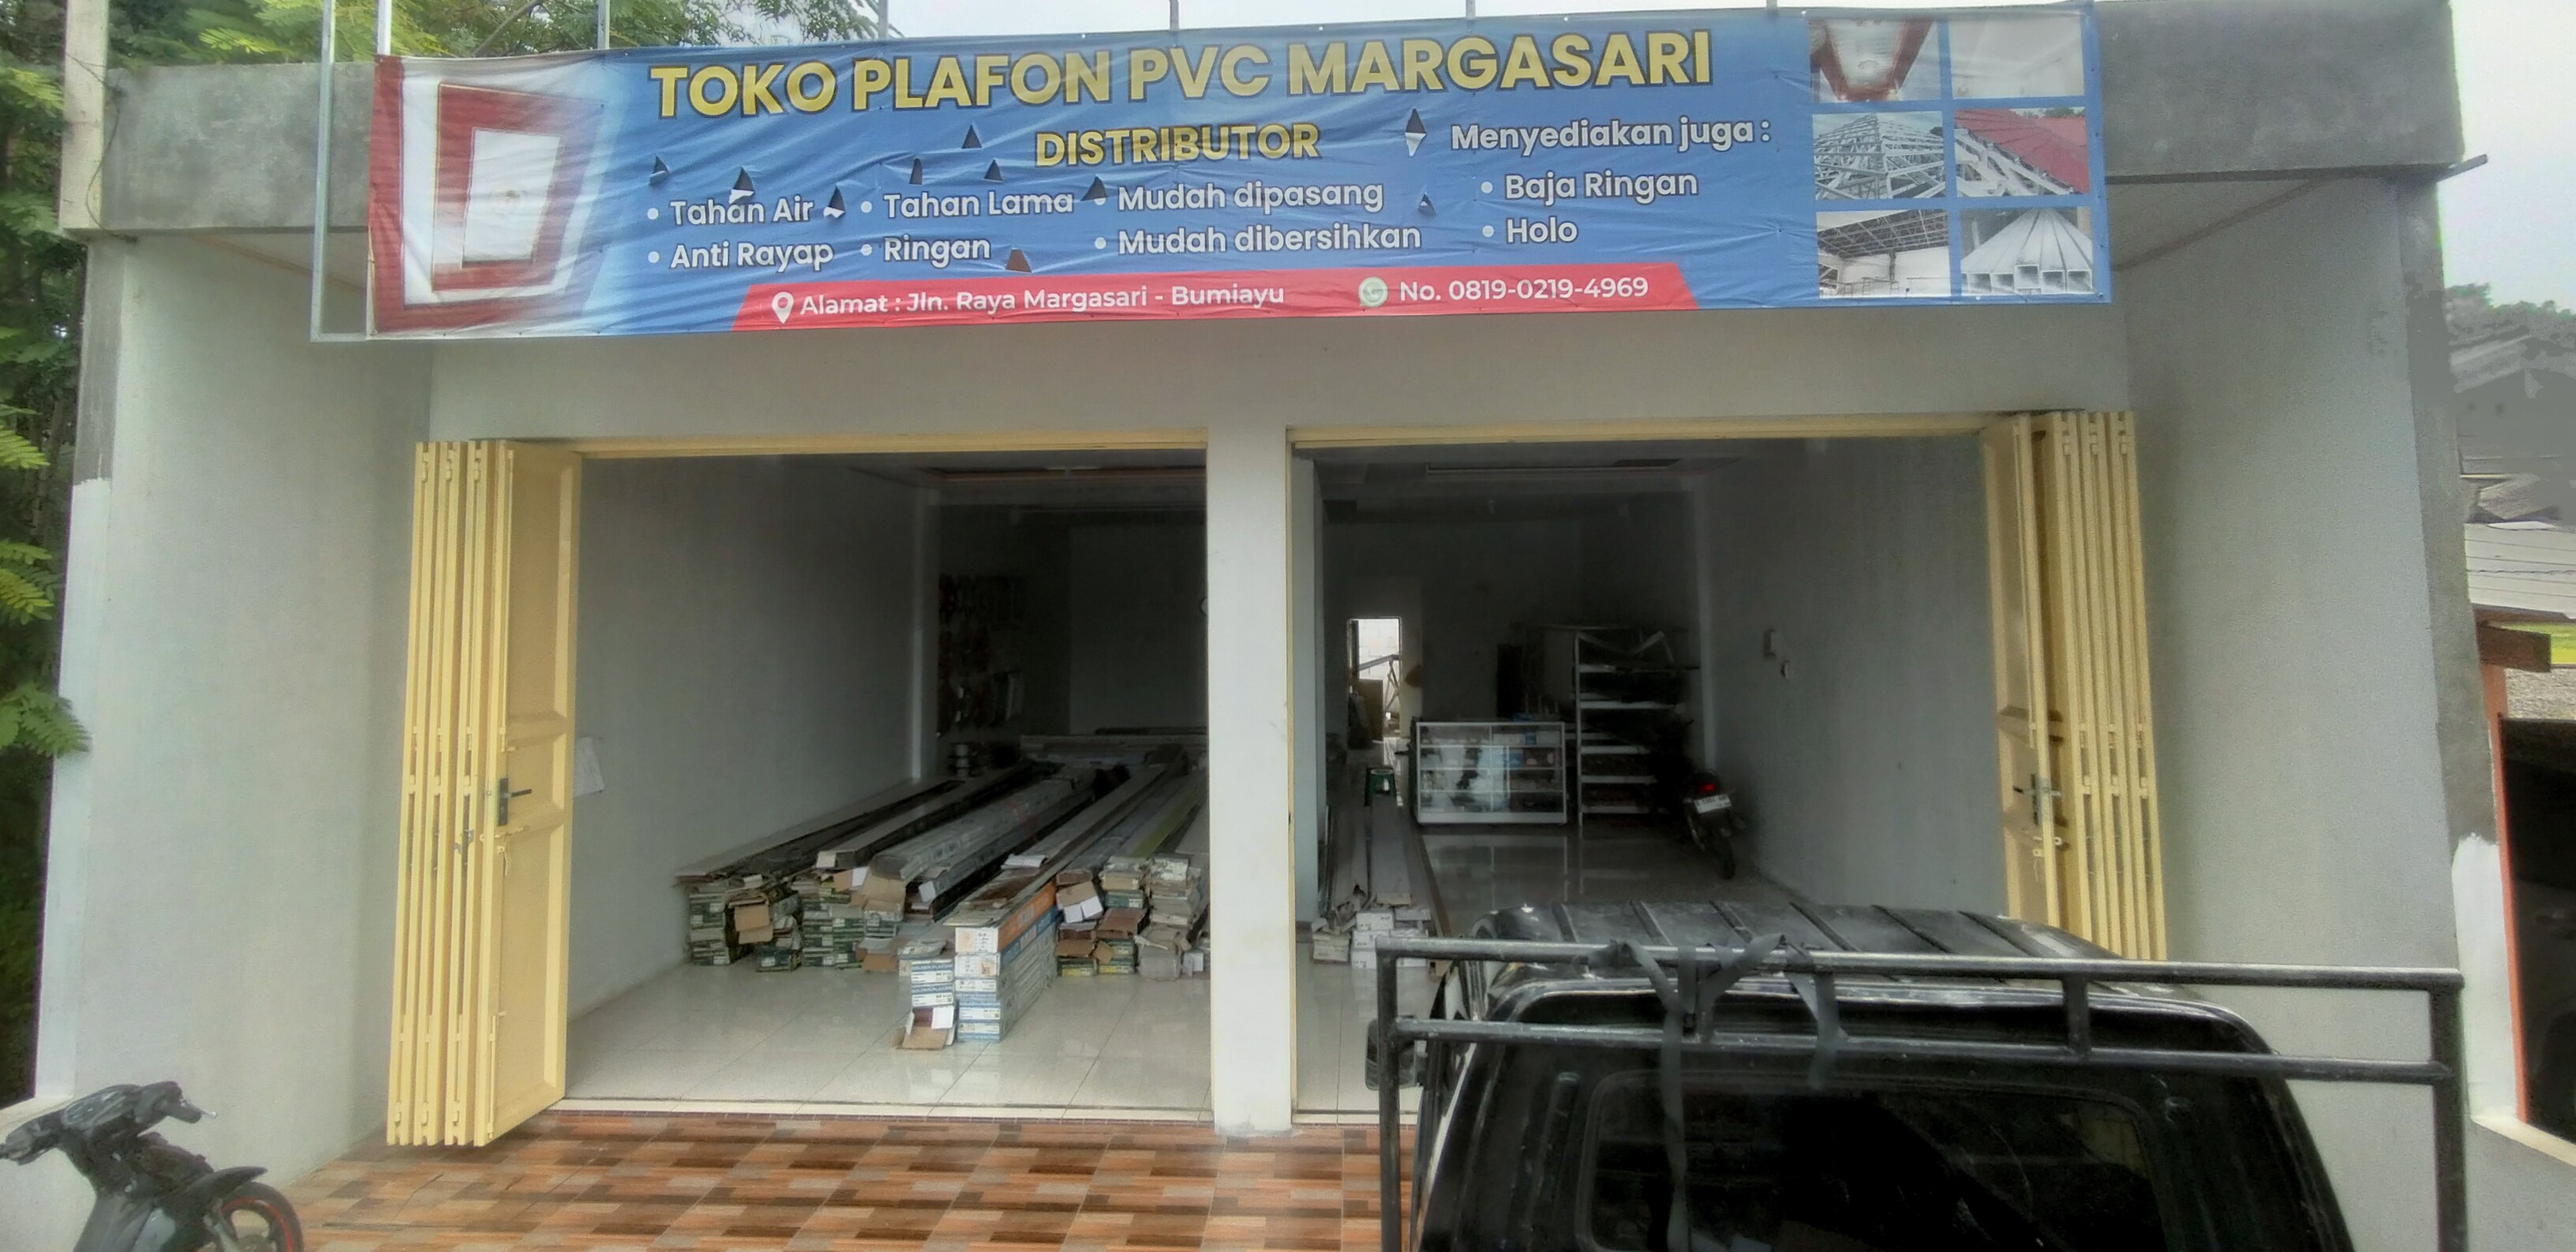 TOKO PLAFON PVC MARGASARI
DISTRIBUTOR
• Tahan Air
• Anti Rayap
• Tahan Lama
• Ringan
• Mudah dipasang
• Mudah dibersihkan
Menyediakan juga :
• Baja Ringan
• Holo
Alamat : Jln. Raya Margasari - Bumiayu
No. 0819-0219-4969